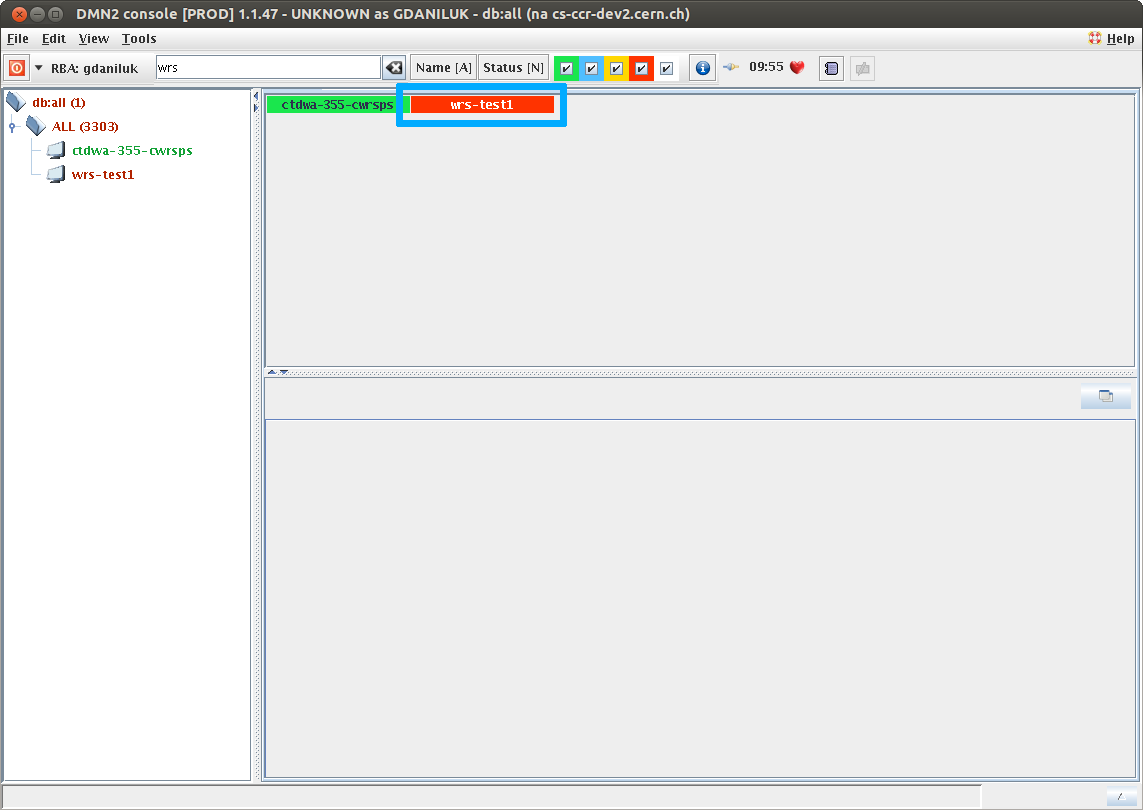 DMN2 console [PROD] 1.1.47 - UNKNOWN as GDANILUK - db:all (na cs-ccr-dev2.cern.ch)
File Edit View Tools Help
RBA: gdaniluk wrs Name [A] Status [N] 09:55
db:all (1)
ALL (3303)
ctdwa-355-cwrsps
wrs-test1
ctdwa-355-cwrsps wrs-test1